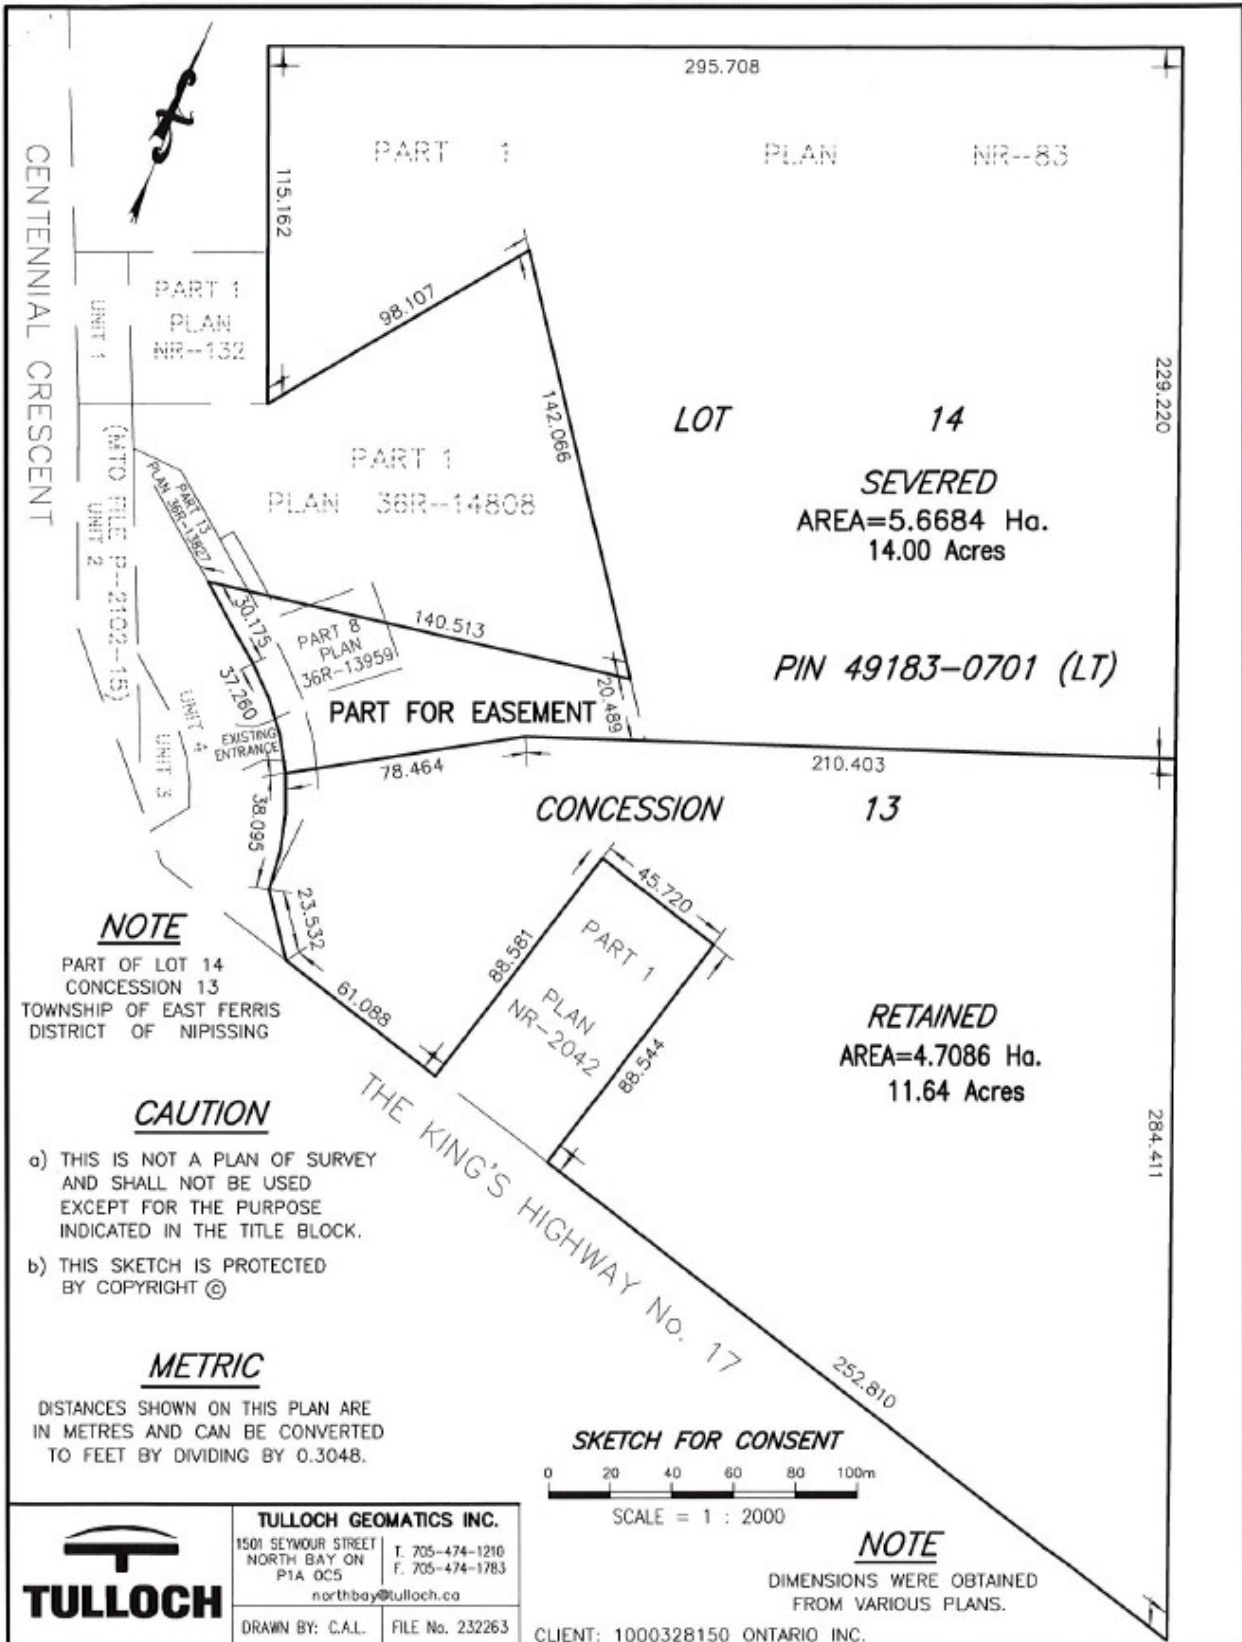 295.708
PART 1 PLAN NR--83
115.162
CENTENNIAL CRESCENT
PART 1
PLAN
NR--132
UNIT 1
98.107
142.066
229.220
LOT 14
SEVERED
AREA=5.6684 Ha.
14.00 Acres
PART 1
PLAN 36R--14808
(MTO FILE P--2102--15)
UNIT 2
PART 13
PLAN 36R-13827
30.175
140.513
PART 8
PLAN
36R-13959
PIN 49183-0701 (LT)
37.260
UNIT 4
UNIT 3
EXISTING
ENTRANCE
PART FOR EASEMENT
20.489
78.464
210.403
CONCESSION 13
38.095
23.532
45.720
88.581
PART 1
PLAN
NR-2042
88.544
61.088
NOTE
PART OF LOT 14
CONCESSION 13
TOWNSHIP OF EAST FERRIS
DISTRICT OF NIPISSING
RETAINED
AREA=4.7086 Ha.
11.64 Acres
284.411
THE KING'S HIGHWAY No. 17
252.810
CAUTION
a) THIS IS NOT A PLAN OF SURVEY
AND SHALL NOT BE USED
EXCEPT FOR THE PURPOSE
INDICATED IN THE TITLE BLOCK.
b) THIS SKETCH IS PROTECTED
BY COPYRIGHT ©
METRIC
DISTANCES SHOWN ON THIS PLAN ARE
IN METRES AND CAN BE CONVERTED
TO FEET BY DIVIDING BY 0.3048.
SKETCH FOR CONSENT
0 20 40 60 80 100m
SCALE = 1 : 2000
NOTE
DIMENSIONS WERE OBTAINED
FROM VARIOUS PLANS.
CLIENT: 1000328150 ONTARIO INC.
TULLOCH
TULLOCH GEOMATICS INC.
1501 SEYMOUR STREET
NORTH BAY ON
P1A 0C5
T. 705-474-1210
F. 705-474-1783
northbay@tulloch.ca
DRAWN BY: C.A.L.
FILE No. 232263